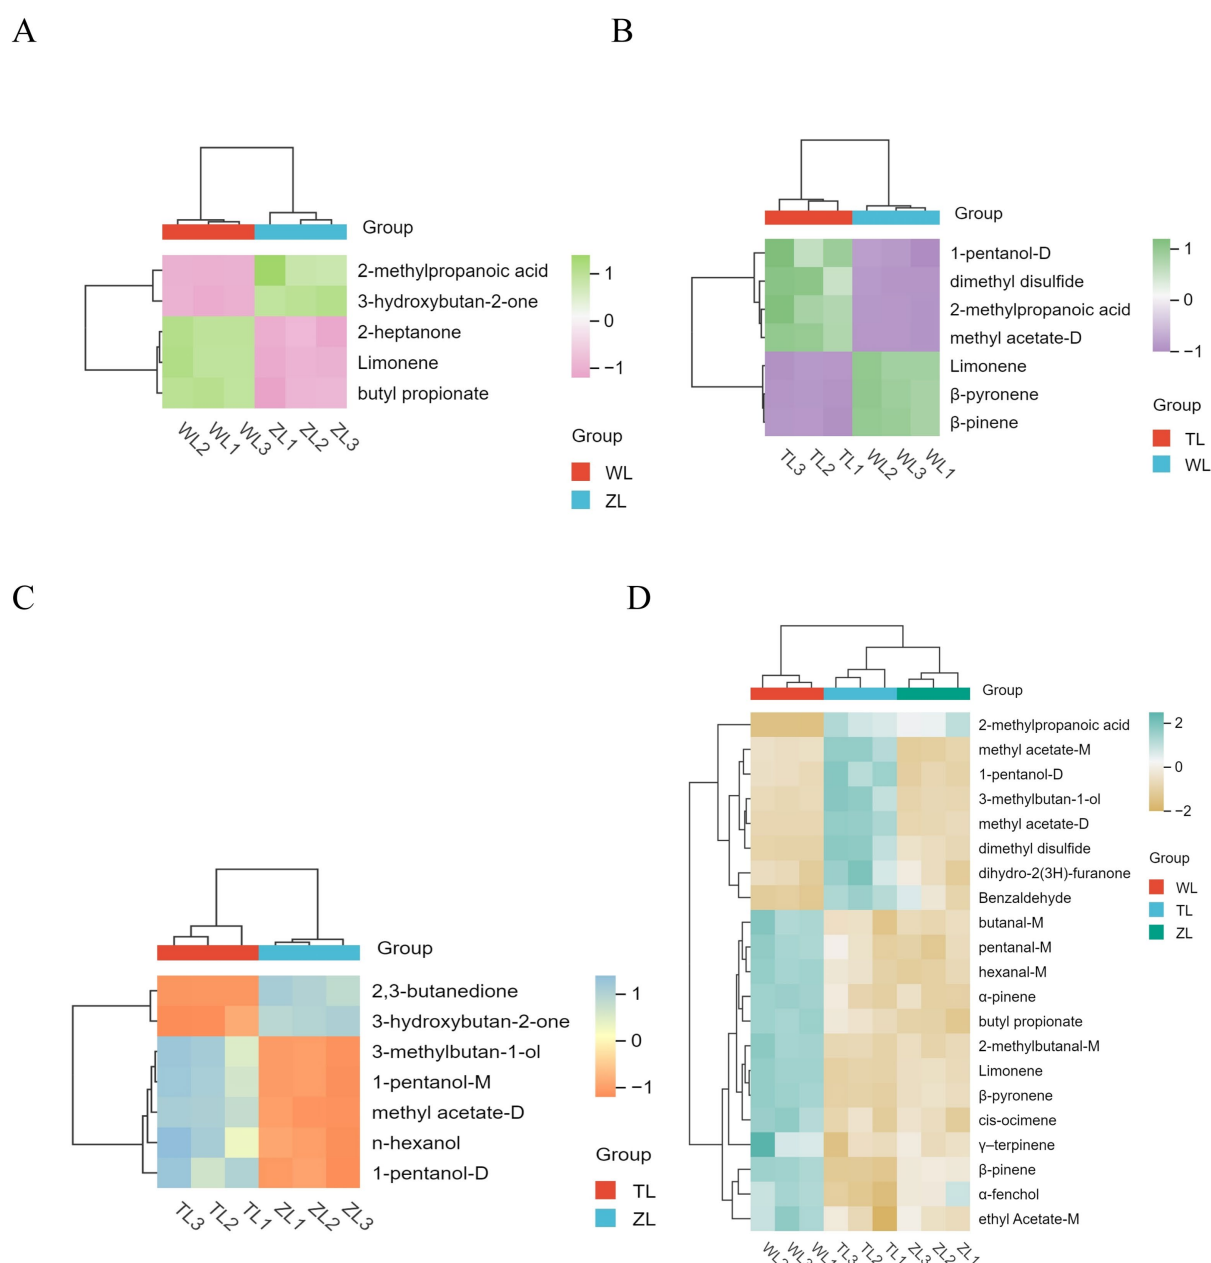 A
Group
2-methylpropanoic acid
3-hydroxybutan-2-one
2-heptanone
Limonene
butyl propionate
1
0
−1
WL2 WL1 WL3 ZL1 ZL2 ZL3
Group
WL
ZL
B
Group
1-pentanol-D
dimethyl disulfide
2-methylpropanoic acid
methyl acetate-D
Limonene
β-pyronene
β-pinene
1
0
−1
TL3 TL2 TL1 WL2 WL3 WL1
Group
TL
WL
C
Group
2,3-butanedione
3-hydroxybutan-2-one
3-methylbutan-1-ol
1-pentanol-M
methyl acetate-D
n-hexanol
1-pentanol-D
1
0
−1
TL3 TL2 TL1 ZL1 ZL2 ZL3
Group
TL
ZL
D
Group
2-methylpropanoic acid
methyl acetate-M
1-pentanol-D
3-methylbutan-1-ol
methyl acetate-D
dimethyl disulfide
dihydro-2(3H)-furanone
Benzaldehyde
butanal-M
pentanal-M
hexanal-M
α-pinene
butyl propionate
2-methylbutanal-M
Limonene
β-pyronene
cis-ocimene
γ–terpinene
β-pinene
α-fenchol
ethyl Acetate-M
2
0
−2
TL3 TL2 TL1 ZL3 ZL2 ZL1
Group
WL
TL
ZL